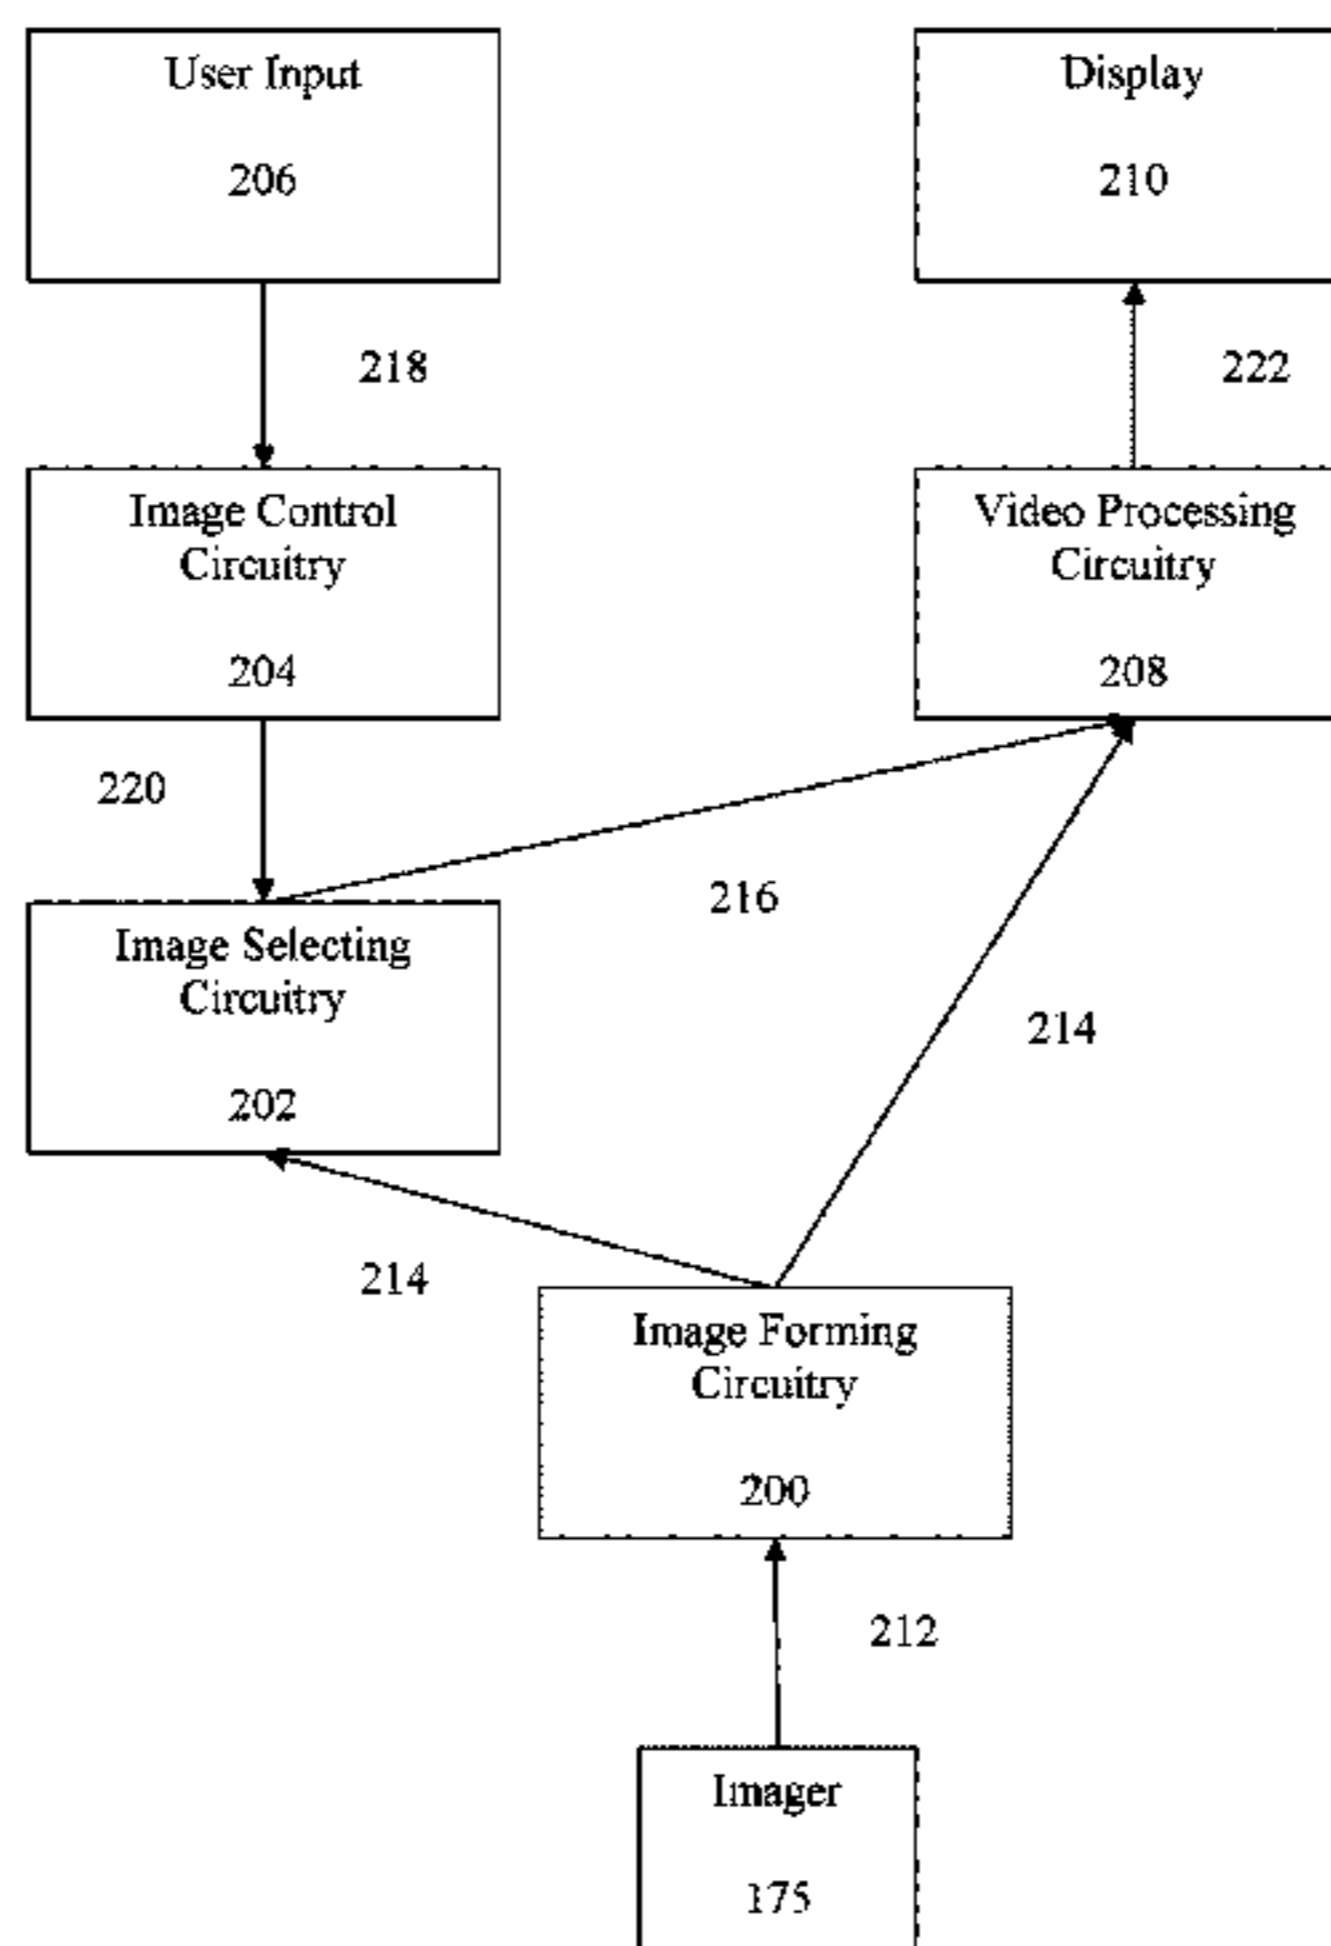 User Input
206
Display
210
218
222
Image Control
Circuitry
204
Video Processing
Circuitry
208
220
216
Image Selecting
Circuitry
202
214
214
Image Forming
Circuitry
200
212
Imager
175